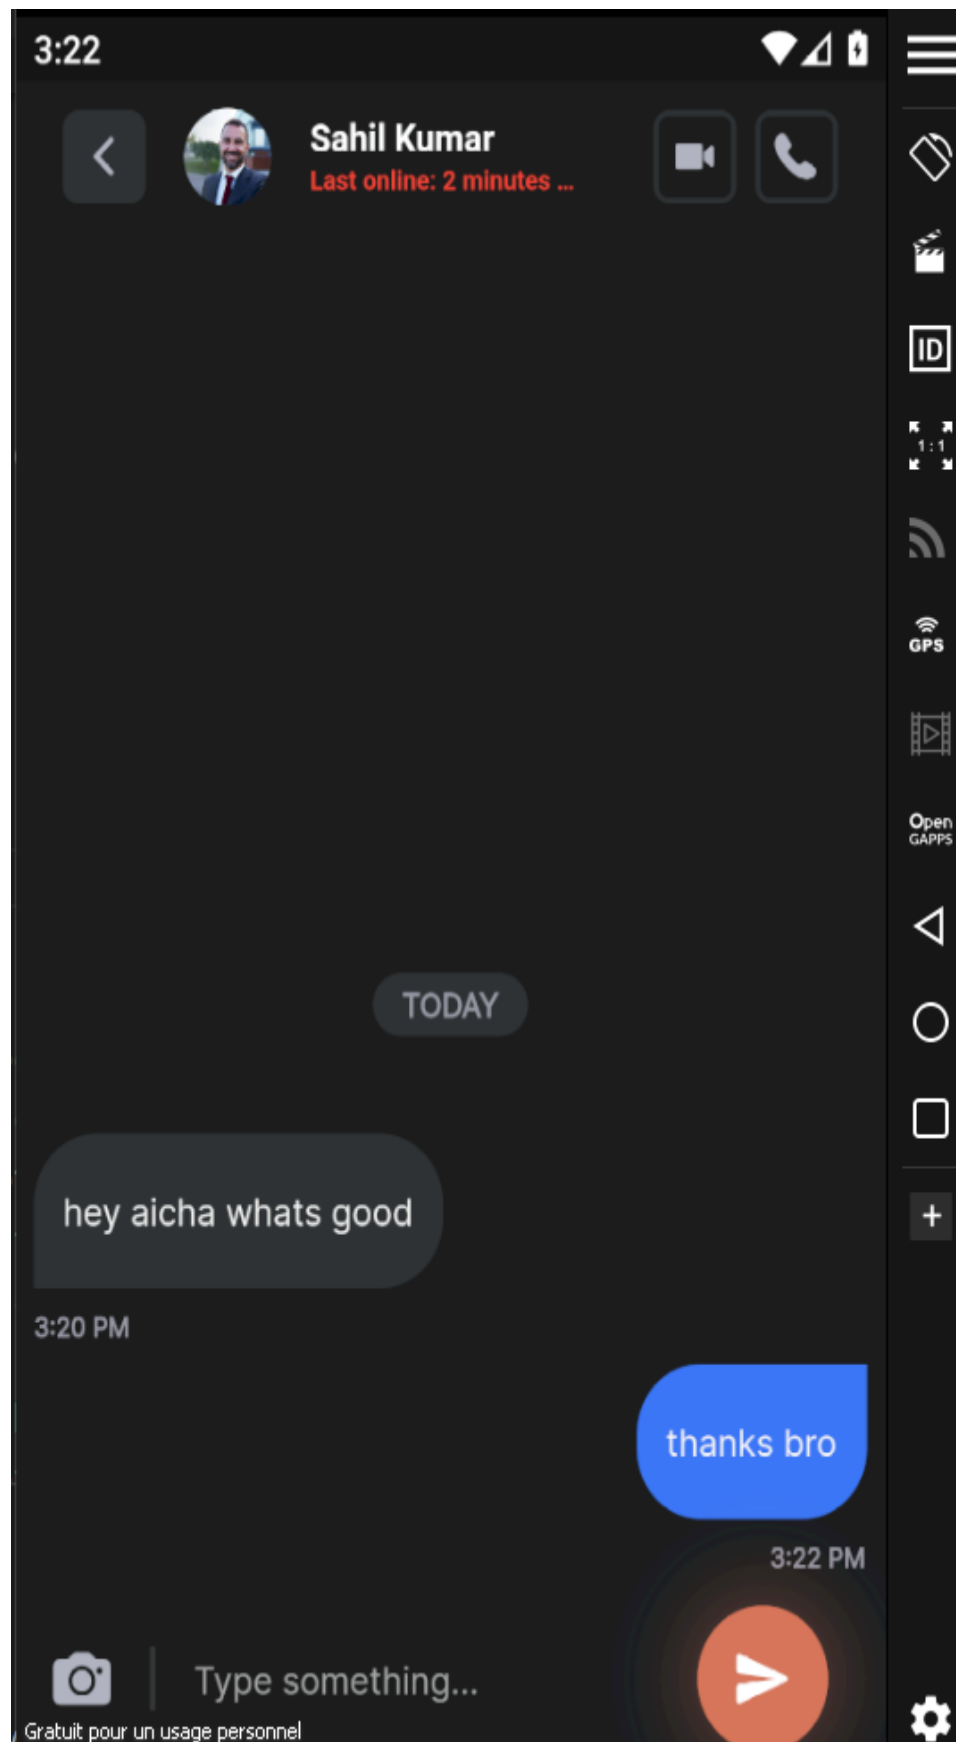 3:22
Sahil Kumar
Last online: 2 minutes ...
ID
1:1
GPS
Open
GAPPS
TODAY
hey aicha whats good
3:20 PM
thanks bro
3:22 PM
Type something...
Gratuit pour un usage personnel